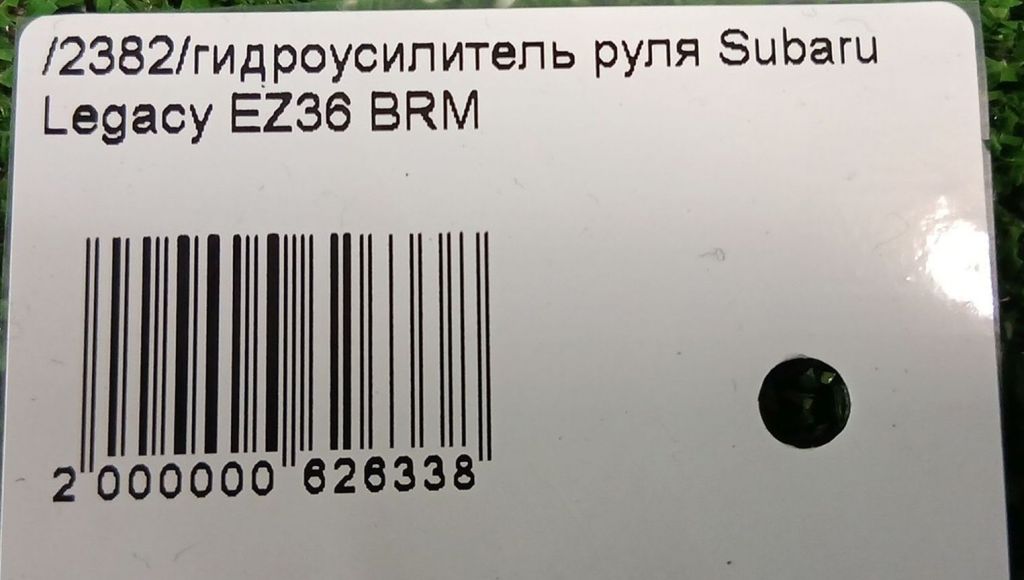 /2382/гидроусилитель руля Subaru
Legacy EZ36 BRM
2 000000 626338